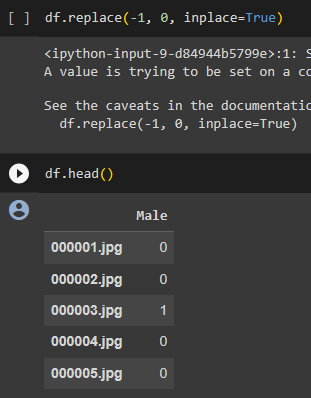 [ ] df.replace(-1, 0, inplace=True)
<ipython-input-9-d84944b5799e>:1: S
A value is trying to be set on a co
See the caveats in the documentatio
df.replace(-1, 0, inplace=True)
df.head()
Male
000001.jpg 0
000002.jpg 0
000003.jpg 1
000004.jpg 0
000005.jpg 0